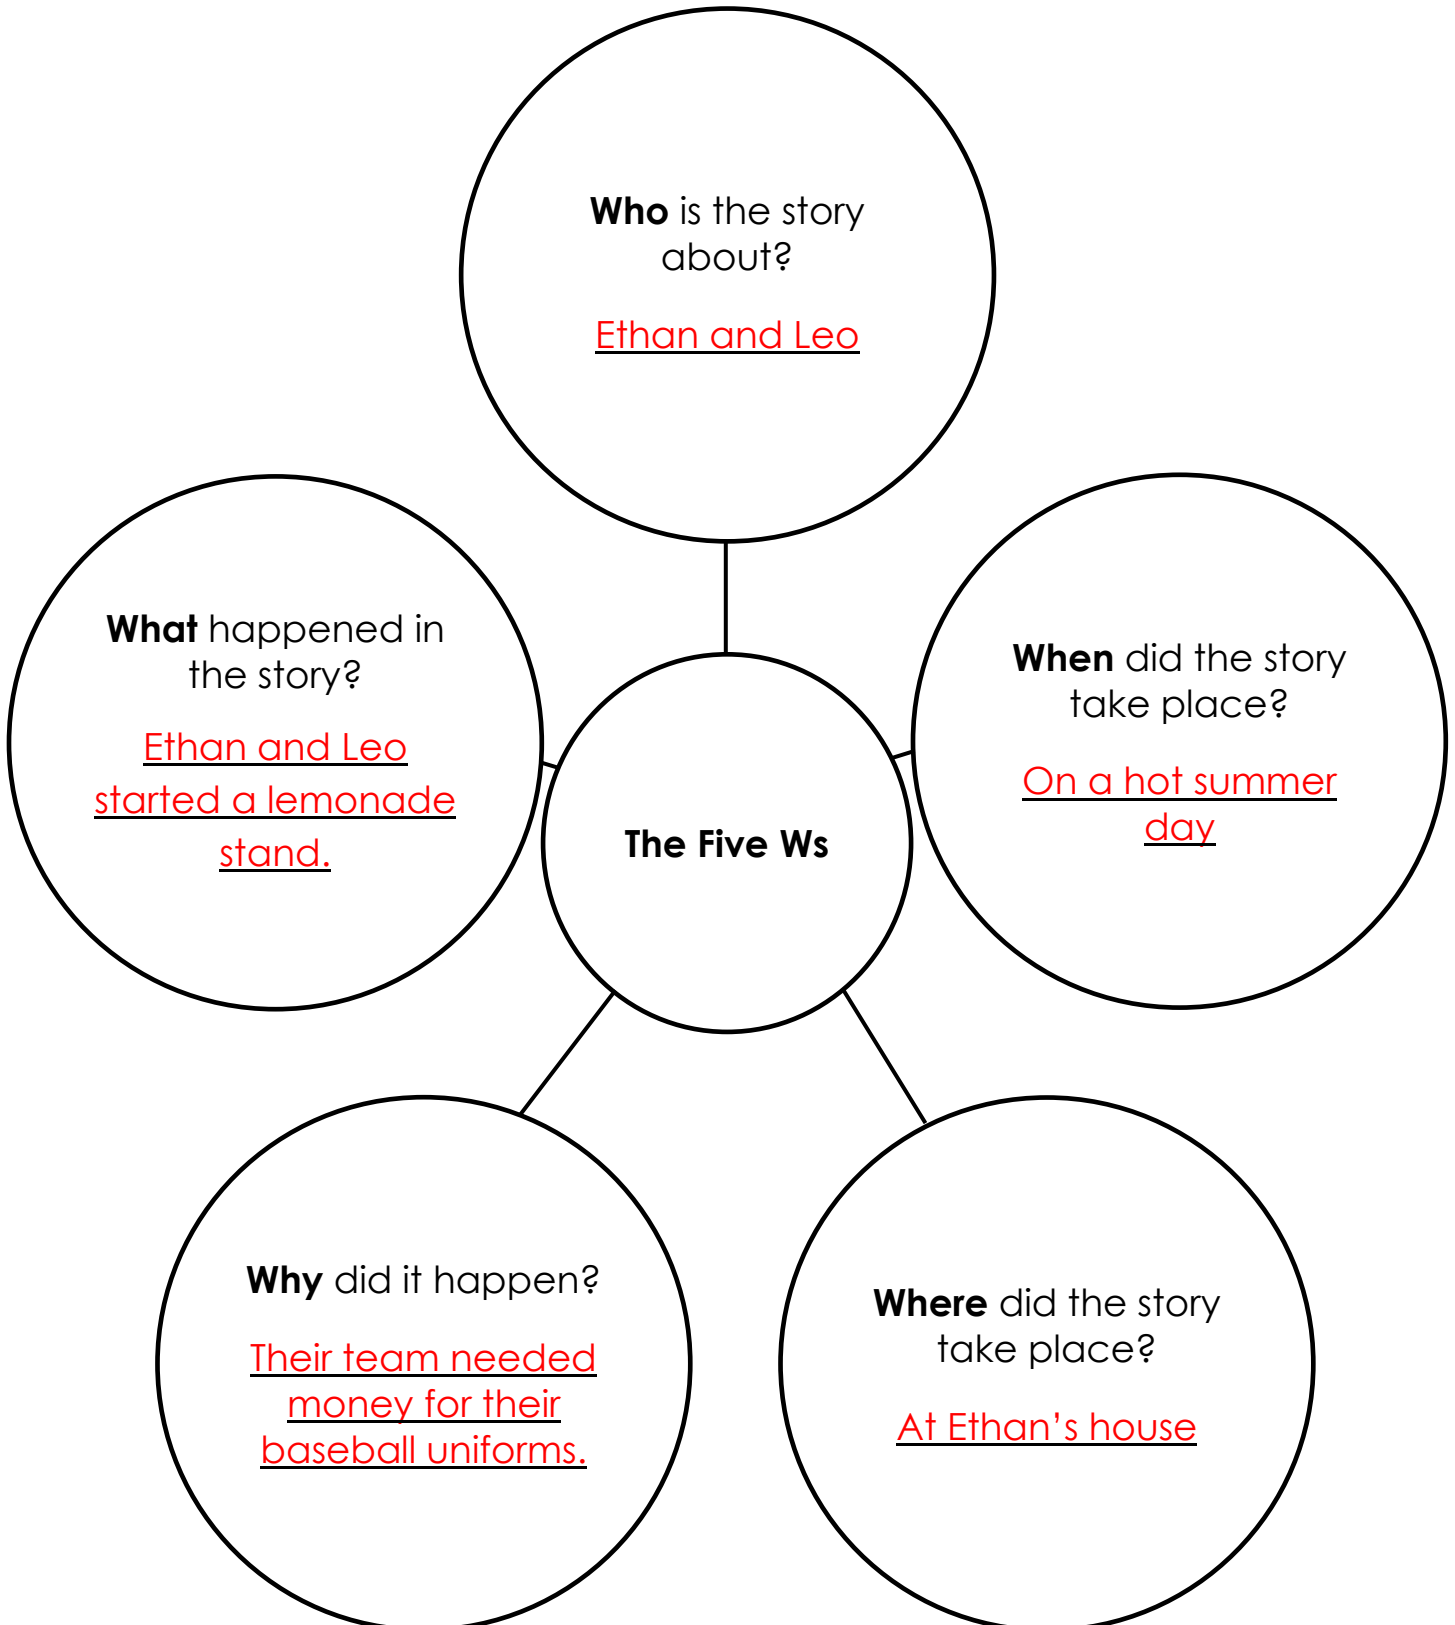 Who is the story
about?
Ethan and Leo
What happened in
the story?
Ethan and Leo
started a lemonade
stand.
When did the story
take place?
On a hot summer
day
The Five Ws
Why did it happen?
Their team needed
money for their
baseball uniforms.
Where did the story
take place?
At Ethan’s house